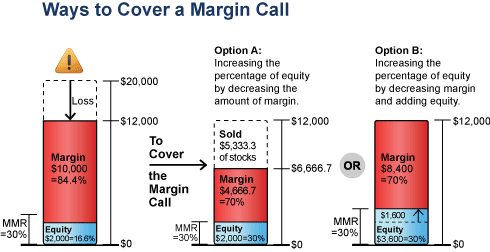 Ways to Cover a Margin Call
Loss
$20,000
$12,000
Margin
$10,000
=84.4%
MMR
=30%
Equity
$2,000=16.6%
$0
To
Cover
the
Margin
Call
Option A:
Increasing the
percentage of equity
by decreasing the
amount of margin.
Sold
$5,333.3
of stocks
$12,000
$6,666.7
Margin
$4,666.7
=70%
MMR
=30%
Equity
$2,000=30%
$0
OR
Option B:
Increasing the
percentage of equity
by decreasing margin
and adding equity.
$12,000
Margin
$8,400
=70%
$1,600
MMR
=30%
Equity
$3,600=30%
$0